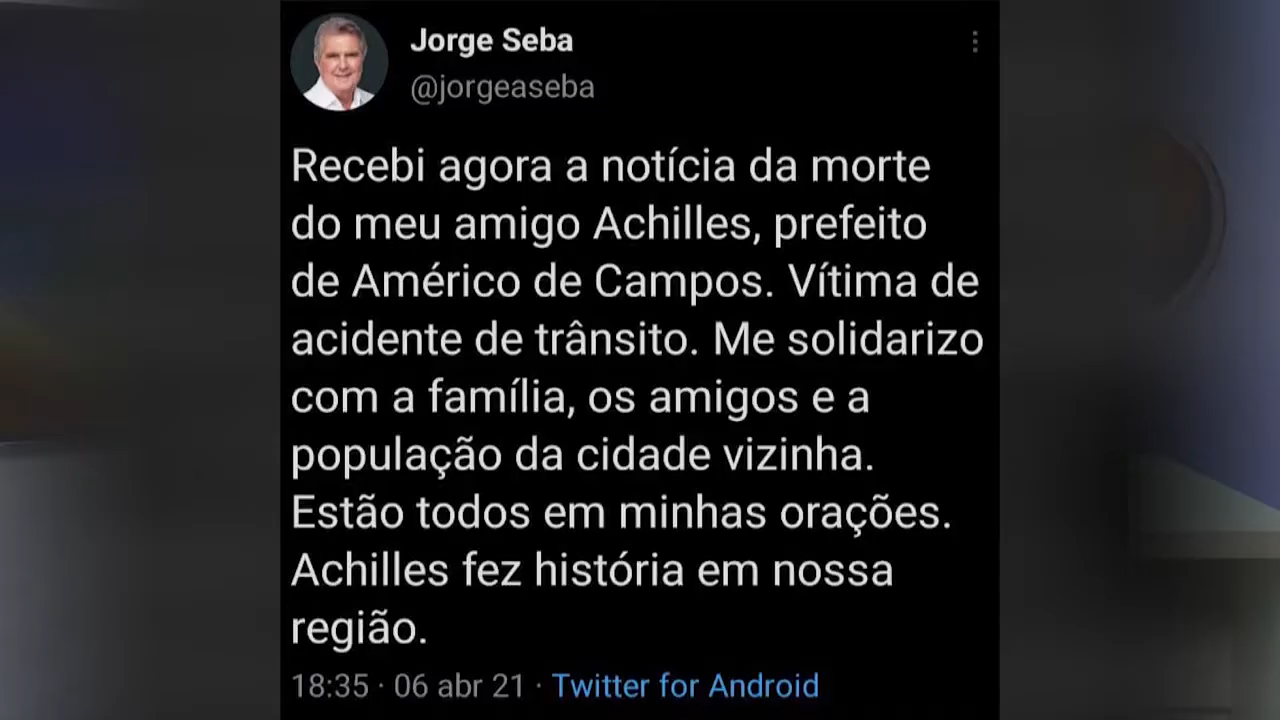 Jorge Seba
@jorgeaseba
Recebi agora a notícia da morte
do meu amigo Achilles, prefeito
de Américo de Campos. Vítima de
acidente de trânsito. Me solidarizo
com a família, os amigos e a
população da cidade vizinha.
Estão todos em minhas orações.
Achilles fez história em nossa
região.
18:35 · 06 abr 21 · Twitter for Android